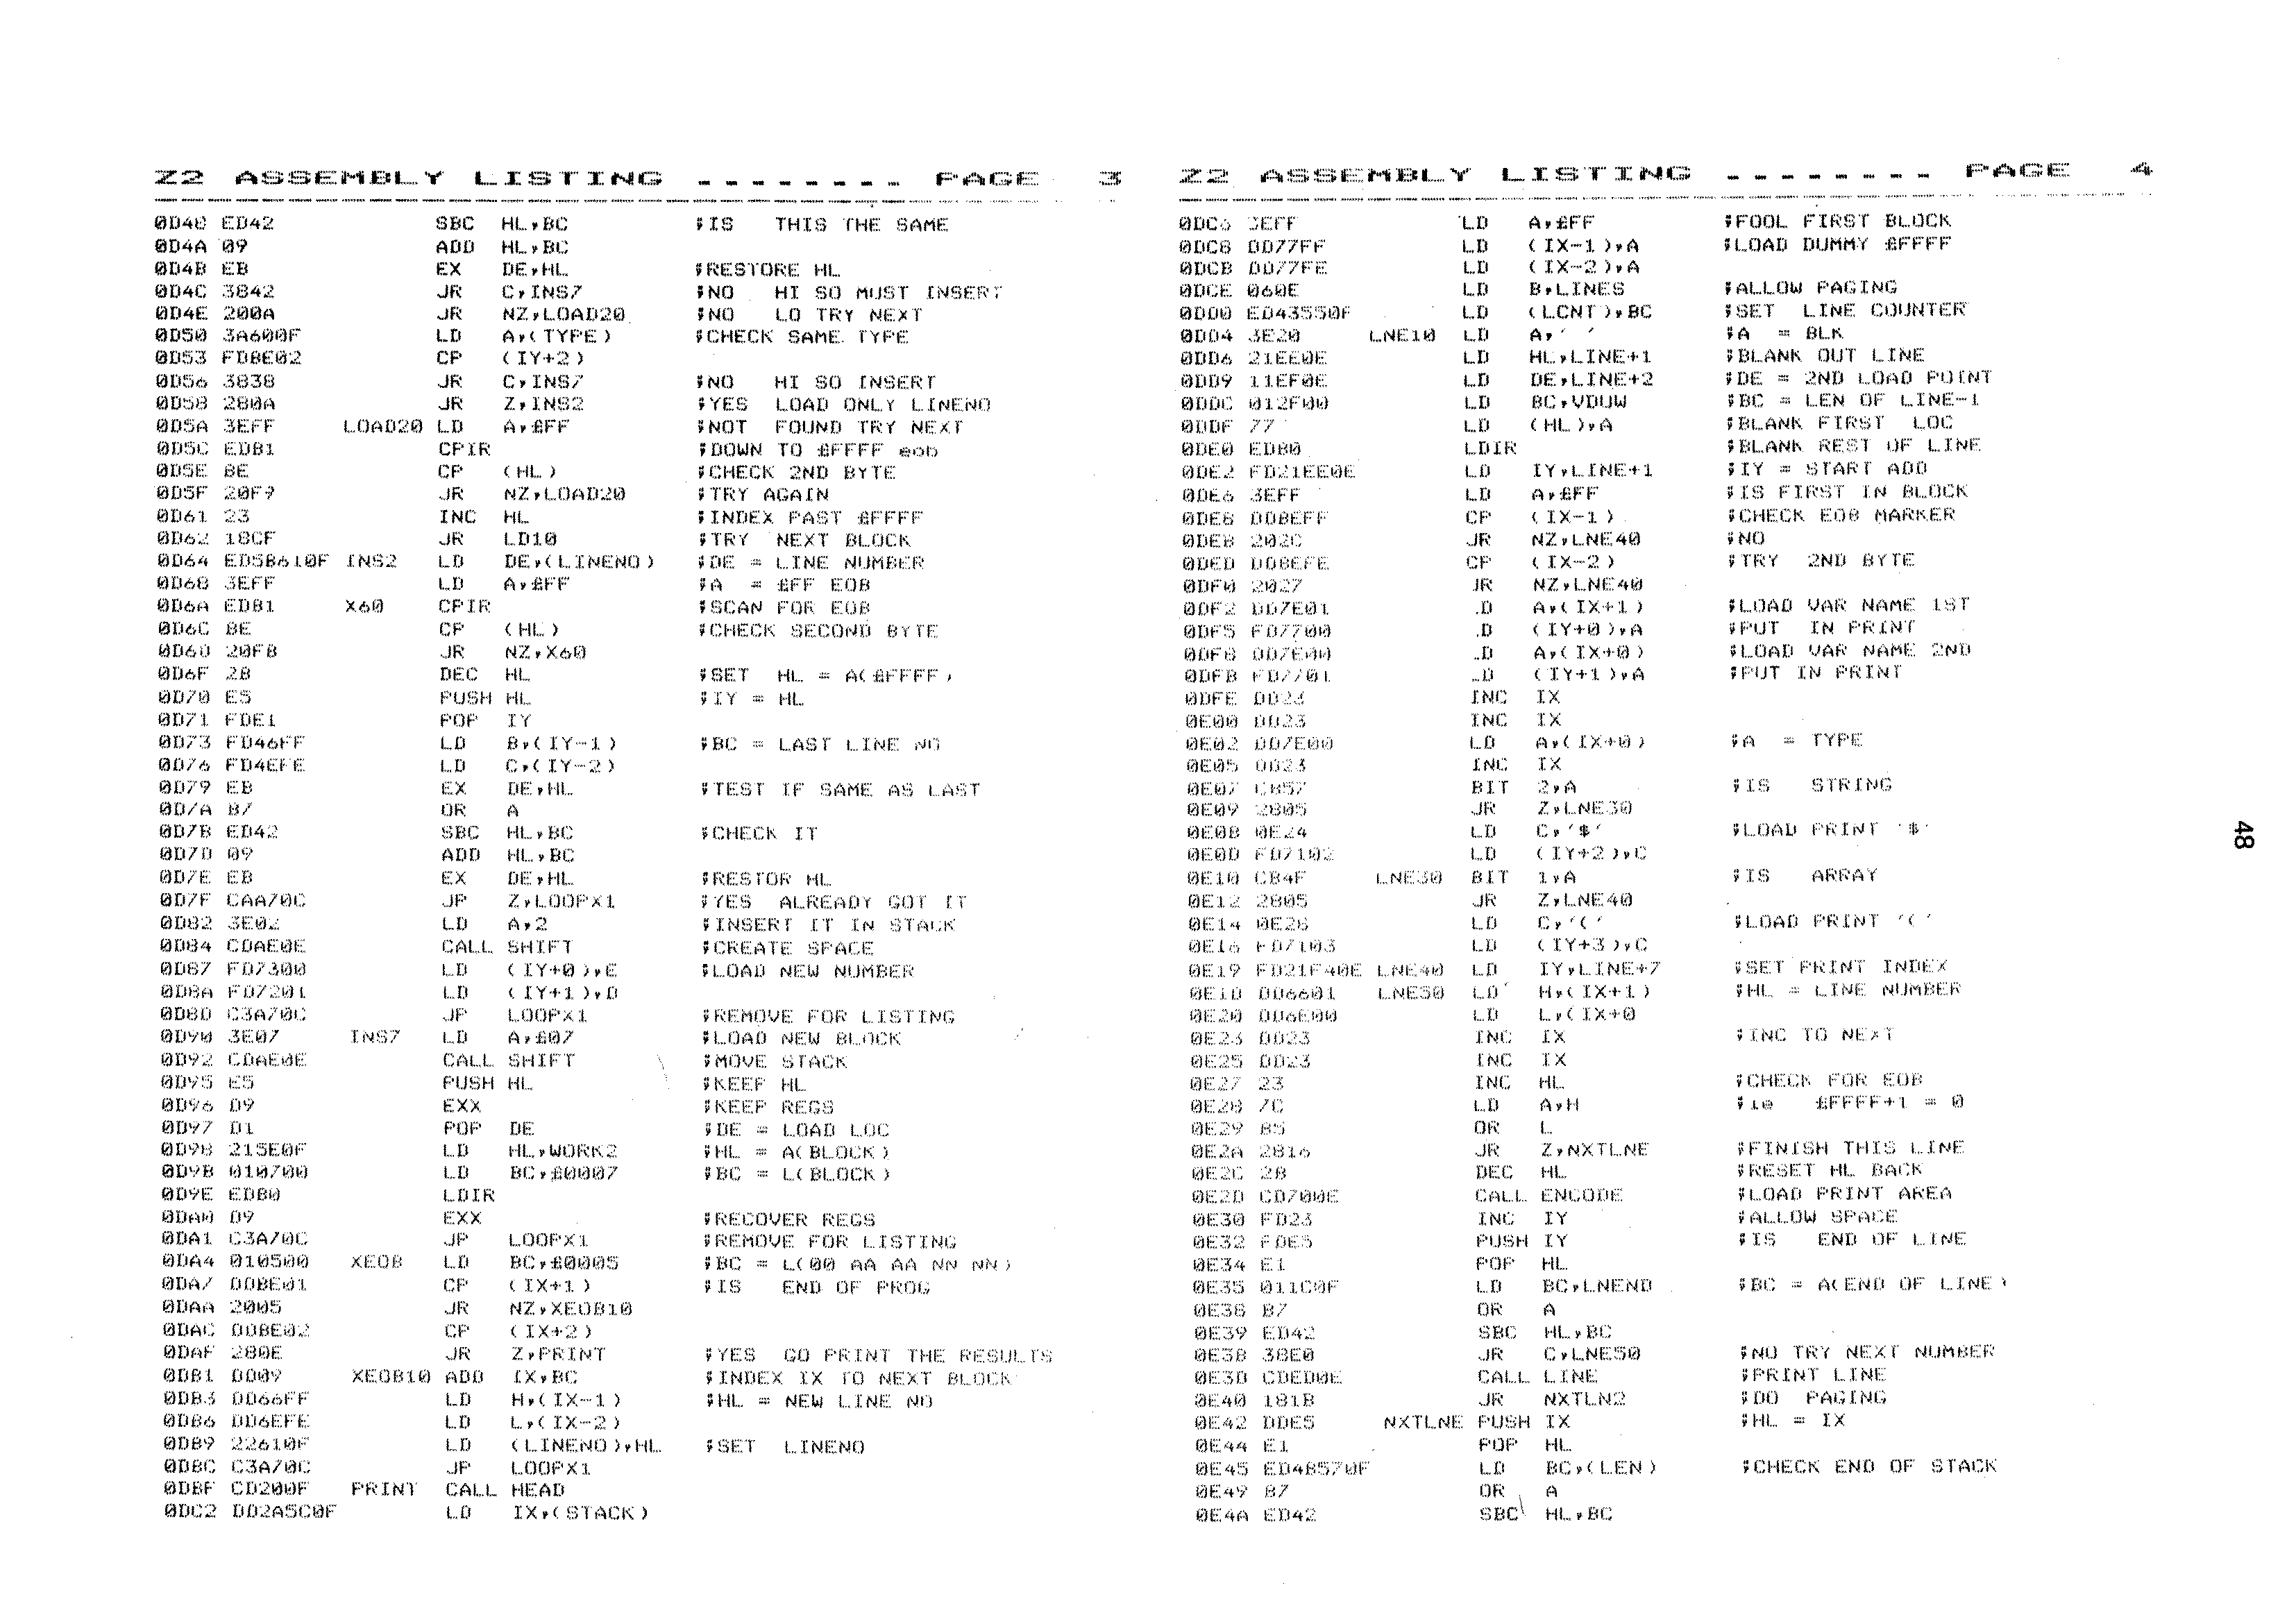 Z2 ASSEMBLY LISTING -------- PAGE 3
0D48 ED42 SBC HL,BC ;IS THIS THE SAME
0D4A 09 ADD HL,BC
0D4B EB EX DE,HL ;RESTORE HL
0D4C 3842 JR C,INS7 ;NO HI SO MUST INSERT
0D4E 200A JR NZ,LOAD20 ;NO LO TRY NEXT
0D50 3A600F LD A,(TYPE) ;CHECK SAME TYPE
0D53 FDBE02 CP (IY+2)
0D56 3838 JR C,INS7 ;NO HI SO INSERT
0D58 280A JR Z,INS2 ;YES LOAD ONLY LINENO
0D5A 3EFF LOAD20 LD A,£FF ;NOT FOUND TRY NEXT
0D5C EDB1 CPIR ;DOWN TO £FFFF eob
0D5E BE CP (HL) ;CHECK 2ND BYTE
0D5F 20F9 JR NZ,LOAD20 ;TRY AGAIN
0D61 23 INC HL ;INDEX PAST £FFFF
0D62 18CF JR LD10 ;TRY NEXT BLOCK
0D64 ED5B610F INS2 LD DE,(LINENO) ;DE = LINE NUMBER
0D68 3EFF LD A,£FF ;A = £FF EOB
0D6A EDB1 X60 CPIR ;SCAN FOR EOB
0D6C BE CP (HL) ;CHECK SECOND BYTE
0D6D 20FB JR NZ,X60
0D6F 2B DEC HL ;SET HL = A(£FFFF)
0D70 E5 PUSH HL ;IY = HL
0D71 FDE1 POP IY
0D73 FD46FF LD B,(IY-1) ;BC = LAST LINE NO
0D76 FD4EFE LD C,(IY-2)
0D79 EB EX DE,HL ;TEST IF SAME AS LAST
0D7A B7 OR A
0D7B ED42 SBC HL,BC ;CHECK IT
0D7D 09 ADD HL,BC
0D7E EB EX DE,HL ;RESTOR HL
0D7F CAA70C JP Z,LOOPX1 ;YES ALREADY GOT IT
0D82 3E02 LD A,2 ;INSERT IT IN STACK
0D84 CDAE0E CALL SHIFT ;CREATE SPACE
0D87 FD7300 LD (IY+0),E ;LOAD NEW NUMBER
0D8A FD7201 LD (IY+1),D
0D8D C3A70C JP LOOPX1 ;REMOVE FOR LISTING
0D90 3E07 INS7 LD A,£07 ;LOAD NEW BLOCK
0D92 CDAE0E CALL SHIFT ;MOVE STACK
0D95 E5 PUSH HL ;KEEP HL
0D96 D9 EXX ;KEEP REGS
0D97 D1 POP DE ;DE = LOAD LOC
0D98 215E0F LD HL,WORK2 ;HL = A(BLOCK)
0D9B 010700 LD BC,£0007 ;BC = L(BLOCK)
0D9E EDB0 LDIR
0DA0 D9 EXX ;RECOVER REGS
0DA1 C3A70C JP LOOPX1 ;REMOVE FOR LISTING
0DA4 010500 XEOB LD BC,£0005 ;BC = L(00 AA AA NN NN)
0DA7 DDBE01 CP (IX+1) ;IS END OF PROG
0DAA 2005 JR NZ,XEOB10
0DAC DDBE02 CP (IX+2)
0DAF 280E JR Z,PRINT ;YES GO PRINT THE RESULTS
0DB1 DD09 XEOB10 ADD IX,BC ;INDEX IX TO NEXT BLOCK
0DB3 DD66FF LD H,(IX-1) ;HL = NEW LINE NO
0DB6 DD6EFE LD L,(IX-2)
0DB9 22610F LD (LINENO),HL ;SET LINENO
0DBC C3A70C JP LOOPX1
0DBF CD200F PRINT CALL HEAD
0DC2 DD2A5C0F LD IX,(STACK)
Z2 ASSEMBLY LISTING -------- PAGE 4
0DC6 3EFF LD A,£FF ;FOOL FIRST BLOCK
0DC8 DD77FF LD (IX-1),A ;LOAD DUMMY £FFFF
0DCB DD77FE LD (IX-2),A
0DCE 060E LD B,LINES ;ALLOW PAGING
0DD0 ED43550F LD (LCNT),BC ;SET LINE COUNTER
0DD4 3E20 LNE10 LD A,' ' ;A = BLK
0DD6 21EE0E LD HL,LINE+1 ;BLANK OUT LINE
0DD9 11EF0E LD DE,LINE+2 ;DE = 2ND LOAD POINT
0DDC 012F00 LD BC,VDUW ;BC = LEN OF LINE-1
0DDF 77 LD (HL),A ;BLANK FIRST LOC
0DE0 EDB0 LDIR ;BLANK REST OF LINE
0DE2 FD21EE0E LD IY,LINE+1 ;IY = START ADD
0DE6 3EFF LD A,£FF ;IS FIRST IN BLOCK
0DE8 DDBEFF CP (IX-1) ;CHECK EOB MARKER
0DEB 202C JR NZ,LNE40 ;NO
0DED DDBEFE CP (IX-2) ;TRY 2ND BYTE
0DF0 2027 JR NZ,LNE40
0DF2 DD7E01 .D A,(IX+1) ;LOAD VAR NAME 1ST
0DF5 FD7700 .D (IY+0),A ;PUT IN PRINT
0DF8 DD7E00 .D A,(IX+0) ;LOAD VAR NAME 2ND
0DFB FD7701 .D (IY+1),A ;PUT IN PRINT
0DFE DD23 INC IX
0E00 DD23 INC IX
0E02 DD7E00 LD A,(IX+0) ;A = TYPE
0E05 DD23 INC IX
0E07 CB57 BIT 2,A ;IS STRING
0E09 2805 JR Z,LNE30
0E0B 0E24 LD C,'$' ;LOAD PRINT '$'
0E0D FD7102 LD (IY+2),C
0E10 CB4F LNE30 BIT 1,A ;IS ARRAY
0E12 2805 JR Z,LNE40
0E14 0E28 LD C,'(' ;LOAD PRINT '('
0E16 FD7103 LD (IY+3),C
0E19 FD21F40E LNE40 LD IY,LINE+7 ;SET PRINT INDEX
0E1D DD6601 LNE50 LD H,(IX+1) ;HL = LINE NUMBER
0E20 DD6E00 LD L,(IX+0
0E23 DD23 INC IX ;INC TO NEXT
0E25 DD23 INC IX
0E27 23 INC HL ;CHECK FOR EOB
0E28 7C LD A,H ;ie £FFFF+1 = 0
0E29 B5 OR L
0E2A 2816 JR Z,NXTLNE ;FINISH THIS LINE
0E2C 2B DEC HL ;RESET HL BACK
0E2D CD700E CALL ENCODE ;LOAD PRINT AREA
0E30 FD23 INC IY ;ALLOW SPACE
0E32 FDE5 PUSH IY ;IS END OF LINE
0E34 E1 POP HL
0E35 011C0F LD BC,LNEND ;BC = A(END OF LINE)
0E38 B7 OR A
0E39 ED42 SBC HL,BC
0E3B 38E0 JR C,LNE50 ;NO TRY NEXT NUMBER
0E3D CDED0E CALL LINE ;PRINT LINE
0E40 181B JR NXTLN2 ;DO PAGING
0E42 DDE5 NXTLNE PUSH IX ;HL = IX
0E44 E1 POP HL
0E45 ED4B570F LD BC,(LEN) ;CHECK END OF STACK
0E49 B7 OR A
0E4A ED42 SBC HL,BC
48